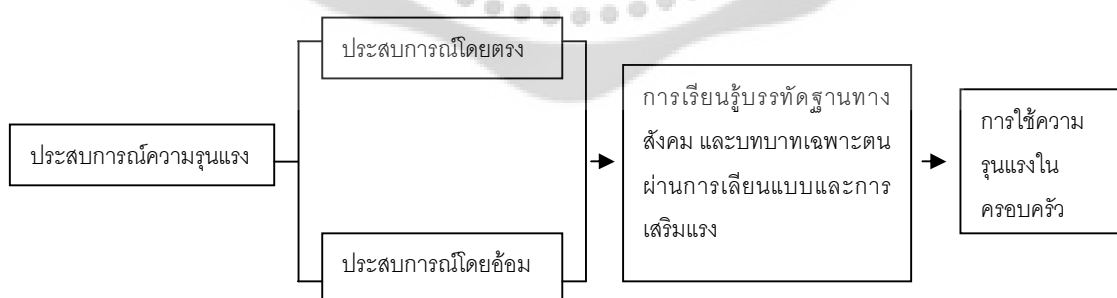 ประสบการณ์ความรุนแรง
ประสบการณ์โดยตรง
ประสบการณ์โดยอ้อม
การเรียนรู้บรรทัดฐานทาง
สังคม และบทบาทเฉพาะตน
ผ่านการเลียนแบบและการ
เสริมแรง
การใช้ความ
รุนแรงใน
ครอบครัว